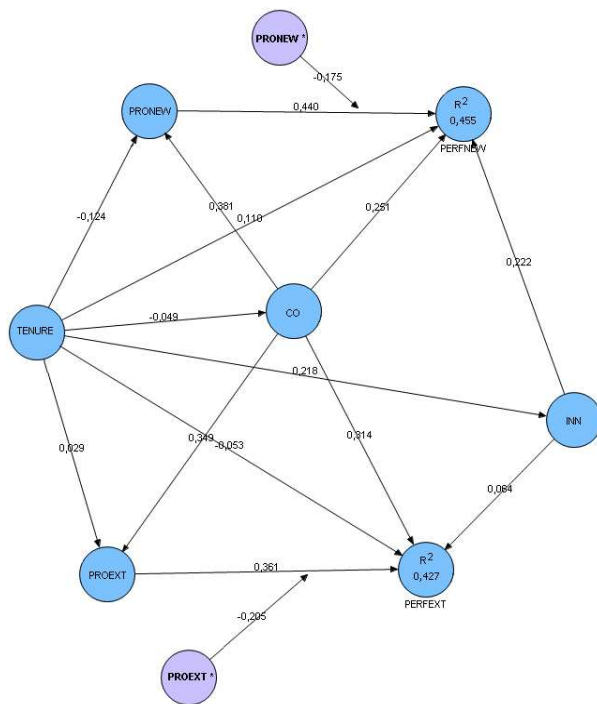 PRONEW *
-0,175
PRONEW
0,440
R2
0,455
PERFNEW
-0,124
0,381
0,110
0,251
0,222
TENURE
-0,049
CO
0,218
INN
0,029
0,349
-0,053
0,314
0,064
PROEXT
0,361
R2
0,427
PERFEXT
-0,205
PROEXT *